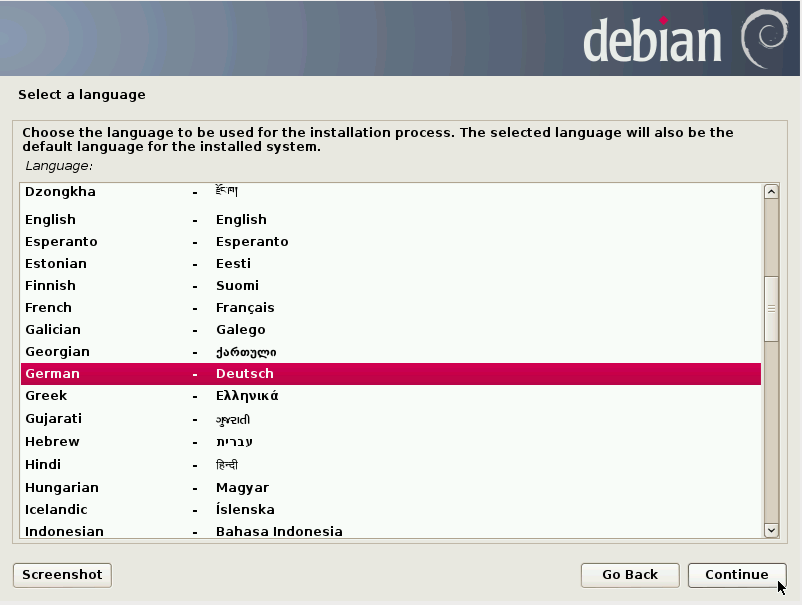 debian
Select a language
Choose the language to be used for the installation process. The selected language will also be the
default language for the installed system.
Language:
Dzongkha - རྫོང་ཁ།
English - English
Esperanto - Esperanto
Estonian - Eesti
Finnish - Suomi
French - Français
Galician - Galego
Georgian - ქართული
German - Deutsch
Greek - Ελληνικά
Gujarati - ગુજરાતી
Hebrew - עברית
Hindi - हिन्दी
Hungarian - Magyar
Icelandic - Íslenska
Indonesian - Bahasa Indonesia
Screenshot Go Back Continue